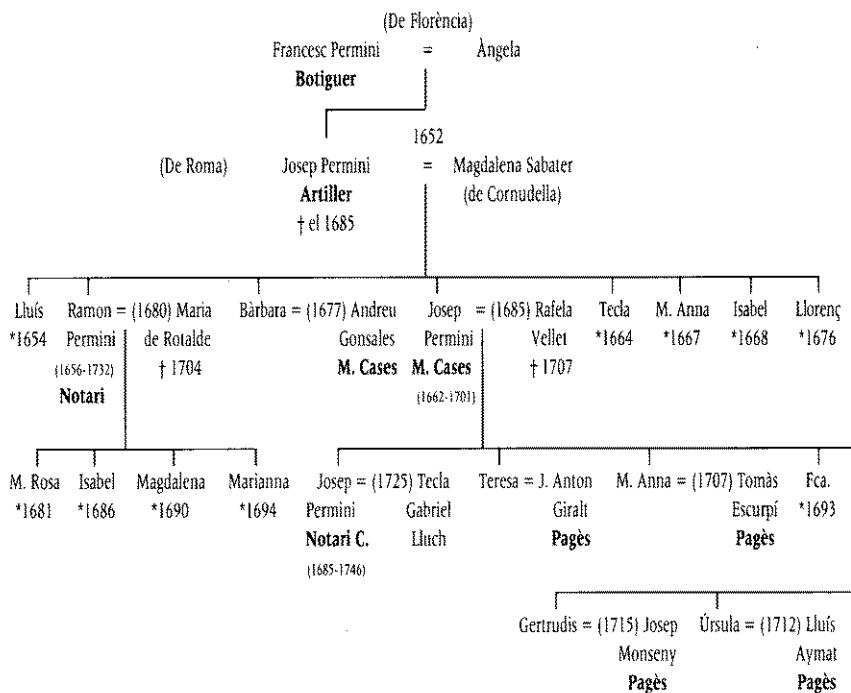 (De Florència)
Francesc Permini = Àngela
Botiguer
1652
(De Roma) Josep Permini = Magdalena Sabater
Artiller (de Cornudella)
† el 1685
Lluís Ramon = (1680) Maria Bàrbara = (1677) Andreu Josep = (1685) Rafela Tecla M. Anna Isabel Llorenç
*1654 Permini de Rotalde Gonsales Permini Vellet *1664 *1667 *1668 *1676
(1656-1732) † 1704 M. Cases M. Cases † 1707
Notari (1662-1701)
M. Rosa Isabel Magdalena Marianna Josep = (1725) Tecla Teresa = J. Anton M. Anna = (1707) Tomàs Fca.
*1681 *1686 *1690 *1694 Permini Gabriel Giralt Escurpí *1693
Notari C. Lluch Pagès Pagès
(1685-1746)
Gertrudis = (1715) Josep Úrsula = (1712) Lluís
Monseny Aymat
Pagès Pagès